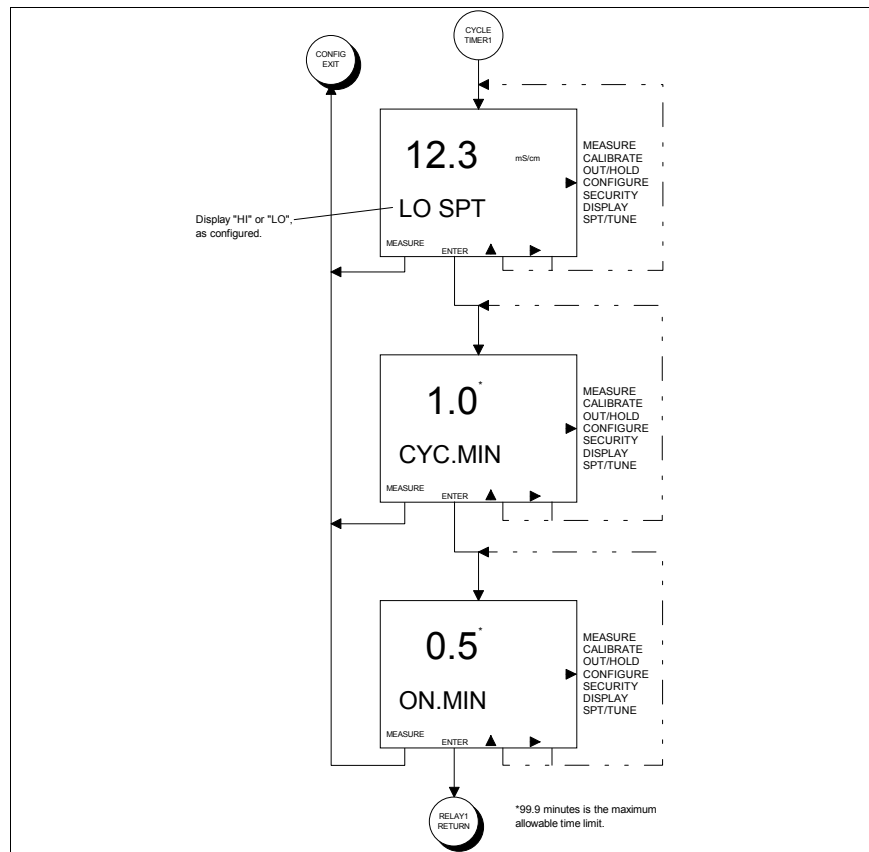 CONFIG
EXIT
CYCLE
TIMER1
12.3 mS/cm
LO SPT
MEASURE
ENTER
MEASURE
CALIBRATE
OUT/HOLD
CONFIGURE
SECURITY
DISPLAY
SPT/TUNE
Display "HI" or "LO",
as configured.
1.0*
CYC.MIN
MEASURE
ENTER
MEASURE
CALIBRATE
OUT/HOLD
CONFIGURE
SECURITY
DISPLAY
SPT/TUNE
0.5*
ON.MIN
MEASURE
ENTER
MEASURE
CALIBRATE
OUT/HOLD
CONFIGURE
SECURITY
DISPLAY
SPT/TUNE
RELAY1
RETURN
*99.9 minutes is the maximum
allowable time limit.